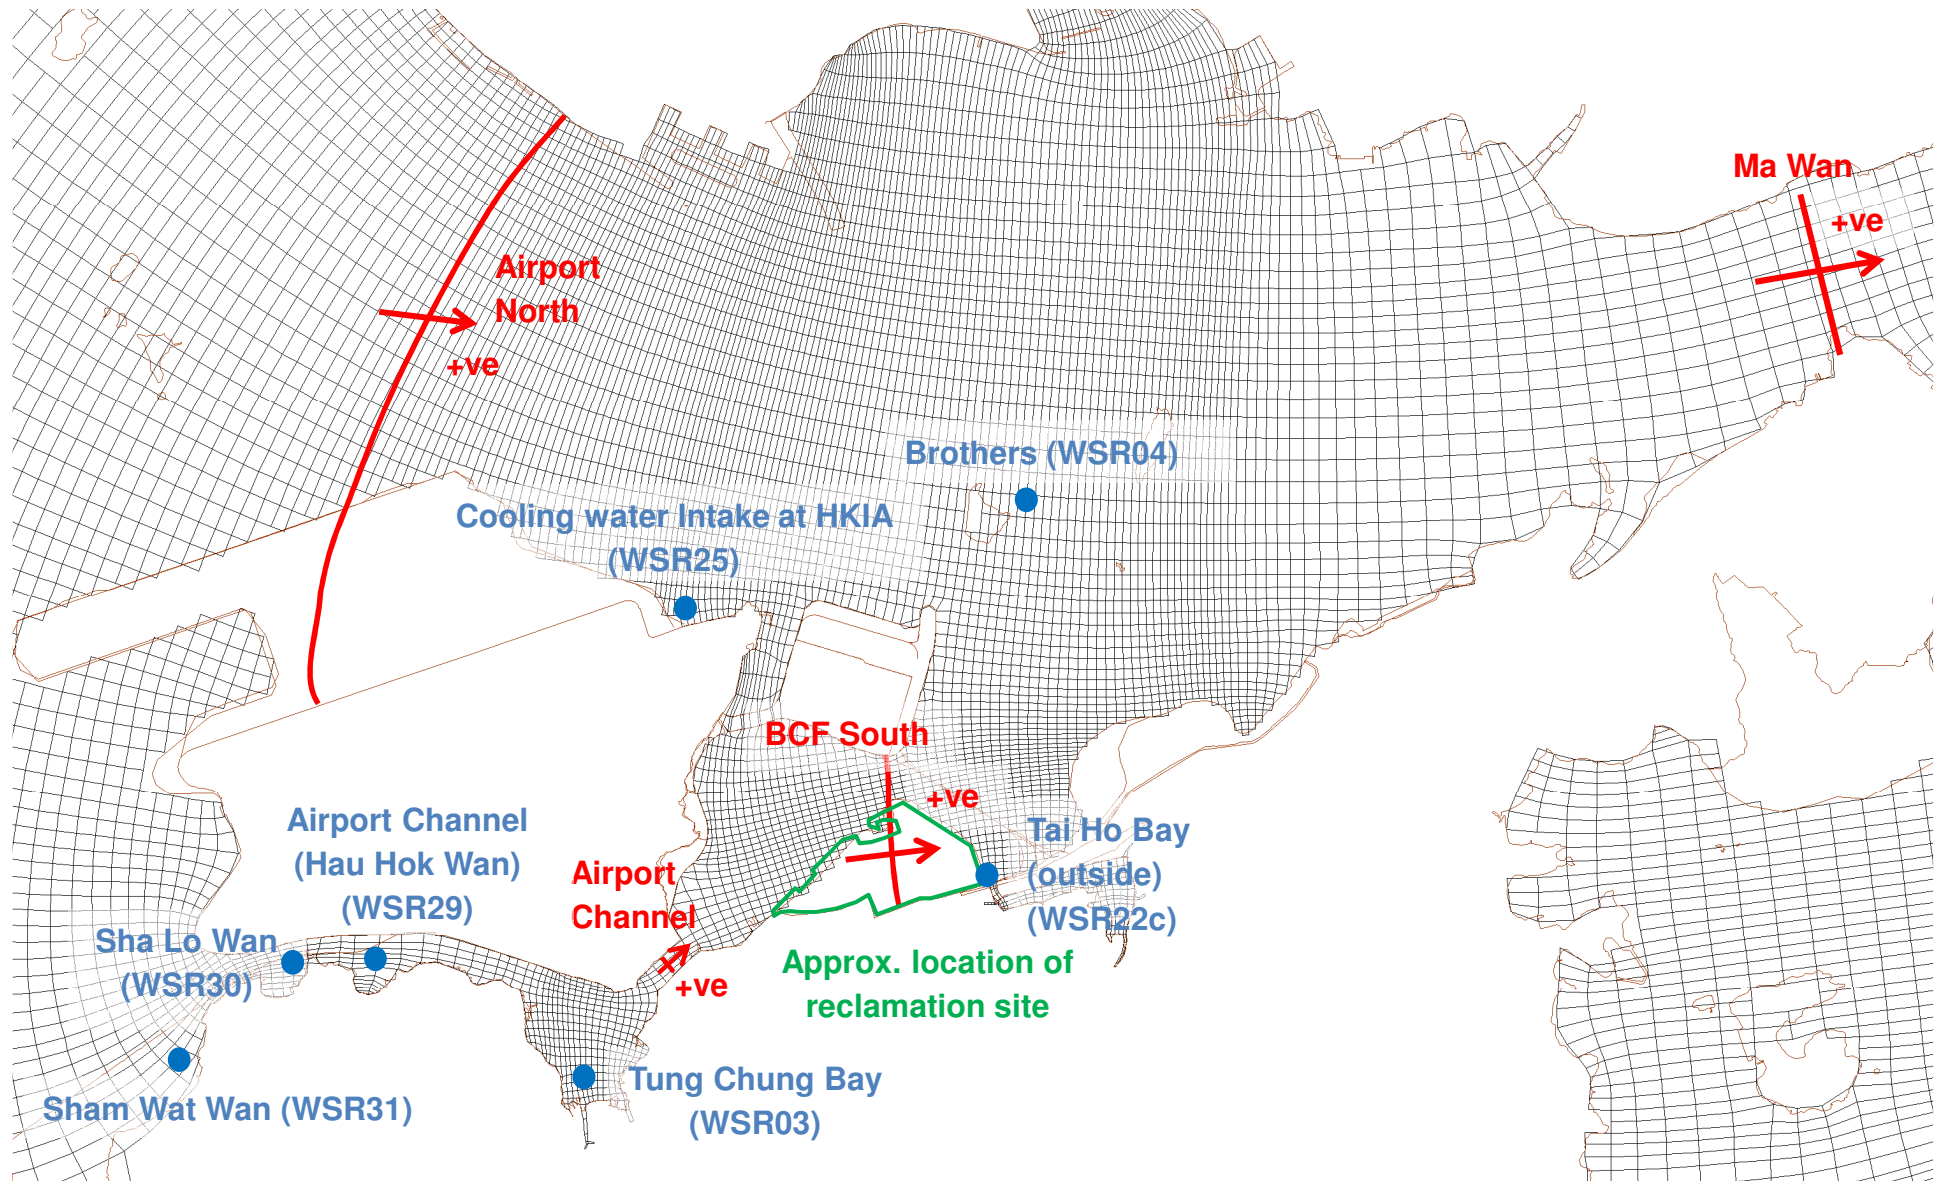 Ma Wan
+ve
Airport
North
+ve
Brothers (WSR04)
Cooling water Intake at HKIA
(WSR25)
BCF South
+ve
Airport Channel
(Hau Hok Wan)
(WSR29)
Tai Ho Bay
(outside)
(WSR22c)
Airport
Channel
+ve
Sha Lo Wan
(WSR30)
Approx. location of
reclamation site
Tung Chung Bay
(WSR03)
Sham Wat Wan (WSR31)